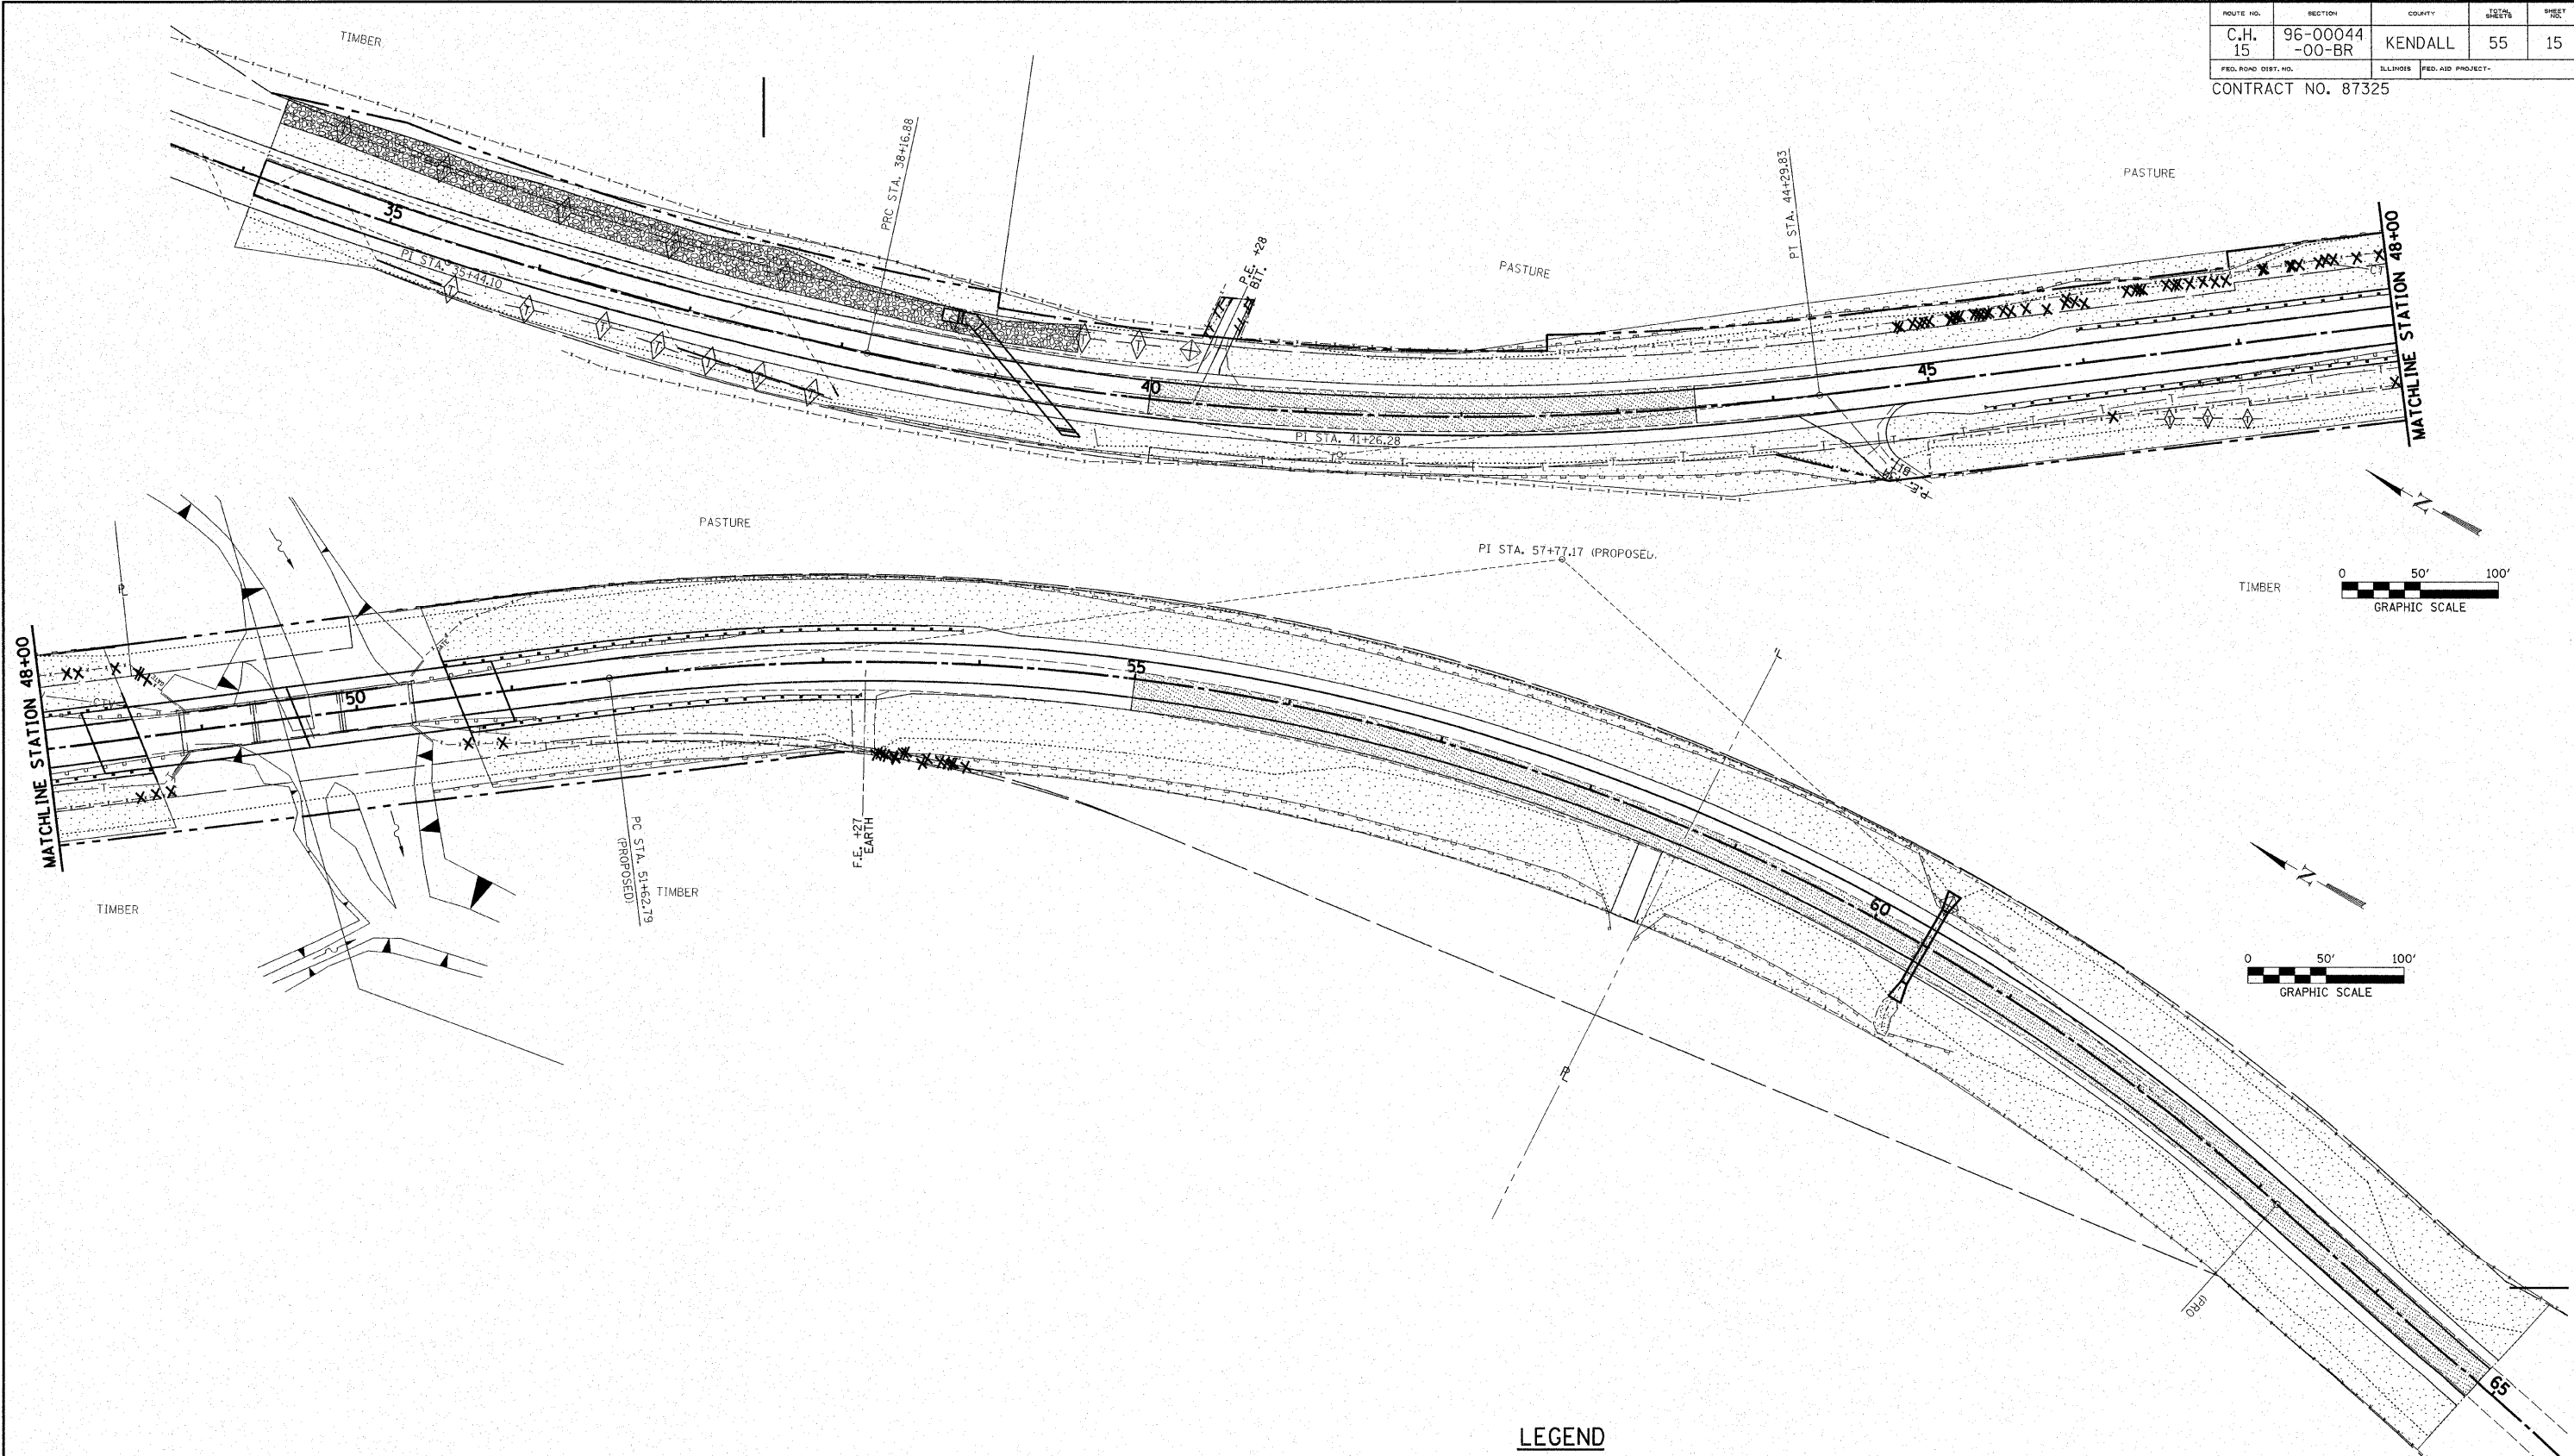 ROUTE NO. SECTION COUNTY TOTAL SHEETS SHEET NO.
C.H. 15 96-00044 -00-BR KENDALL 55 15
FED. ROAD DIST. NO. ILLINOIS FED. AID PROJECT-
CONTRACT NO. 87325
TIMBER
35
PI STA. 35+44.10
PRC STA. 38+16.88
P.E. +28
BIT.
40
PI STA. 41+26.28
PASTURE
PT STA. 44+29.83
45
P.E.
PASTURE
CT
MATCHLINE STATION 48+00
N
0 50' 100'
GRAPHIC SCALE
TIMBER
PASTURE
PI STA. 57+77.17 (PROPOSED
MATCHLINE STATION 48+00
PL
50
PC STA. 51+62.79
(PROPOSED)
F.E. +27
EARTH
TIMBER
TIMBER
55
PL
60
65
(PRO
N
0 50' 100'
GRAPHIC SCALE
LEGEND